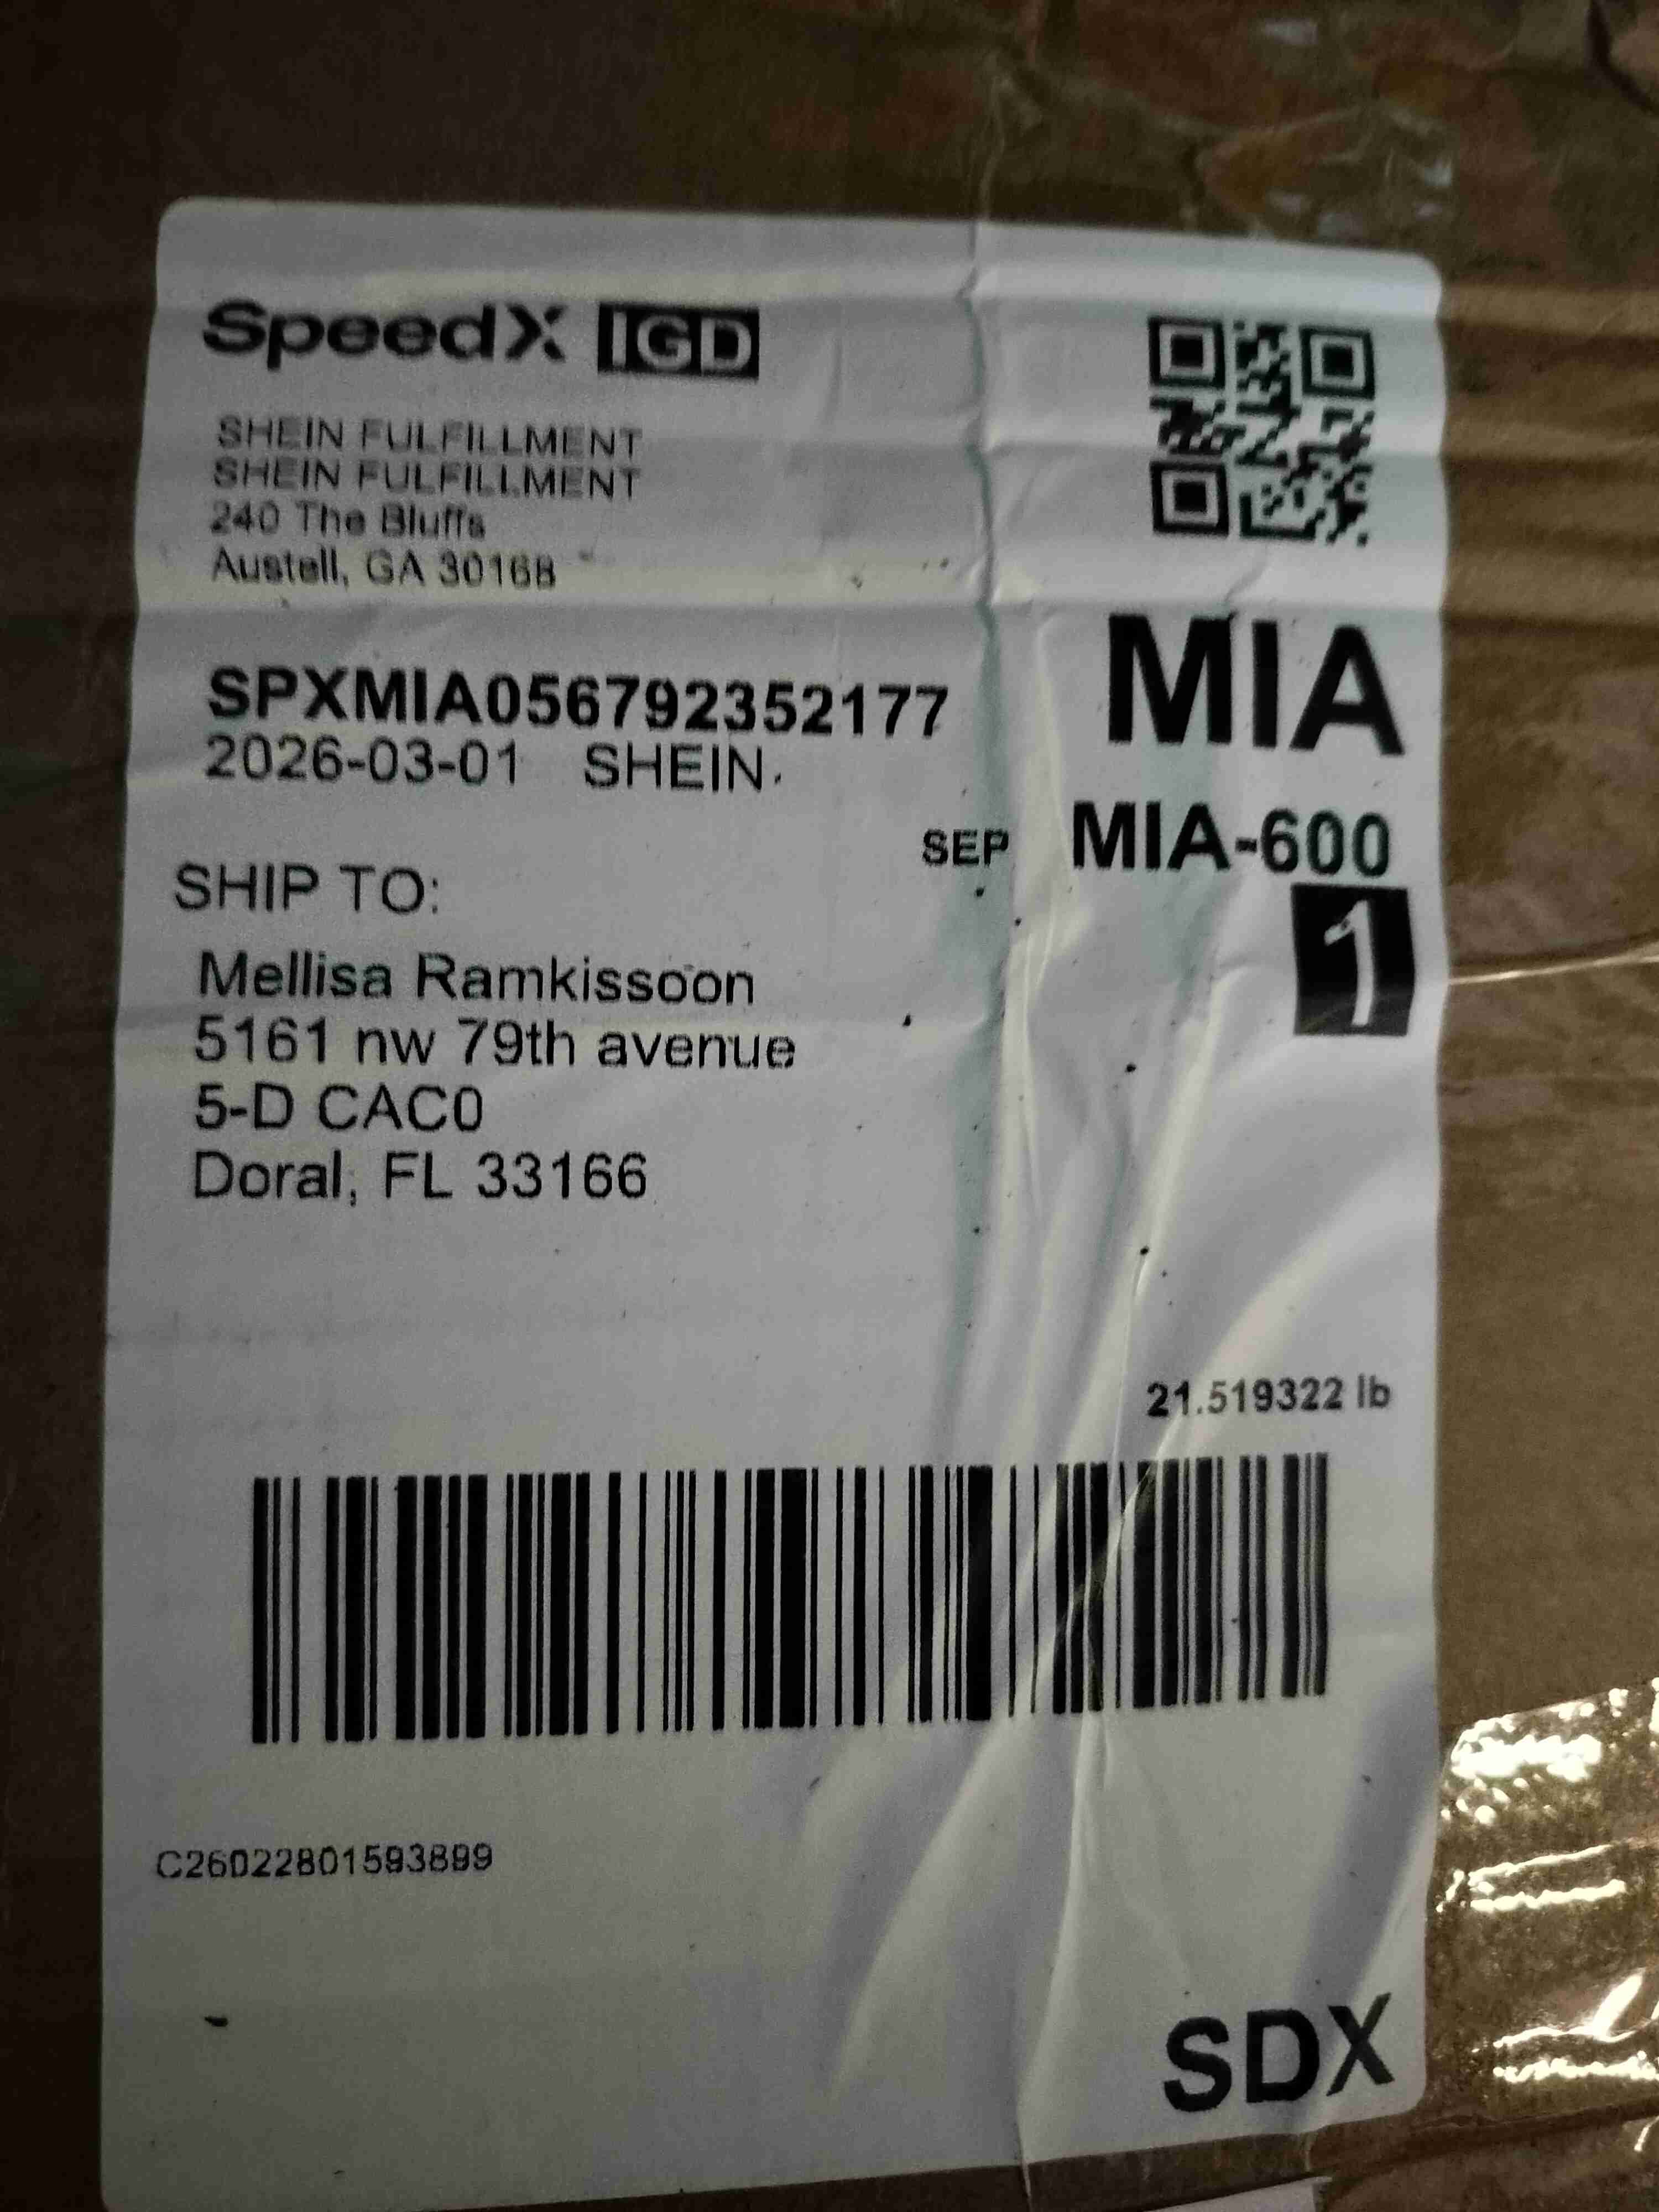 SpeedX IGD
SHEIN FULFILLMENT
SHEIN FULFILLMENT
240 The Bluffs
Austell, GA 30168
SPXMIA056792352177
2026-03-01 SHEIN.
MIA
SEP MIA-600
1
SHIP TO:
Mellisa Ramkissoon
5161 nw 79th avenue
5-D CAC0
Doral, FL 33166
21.519322 lb
C26022801593899
SDX